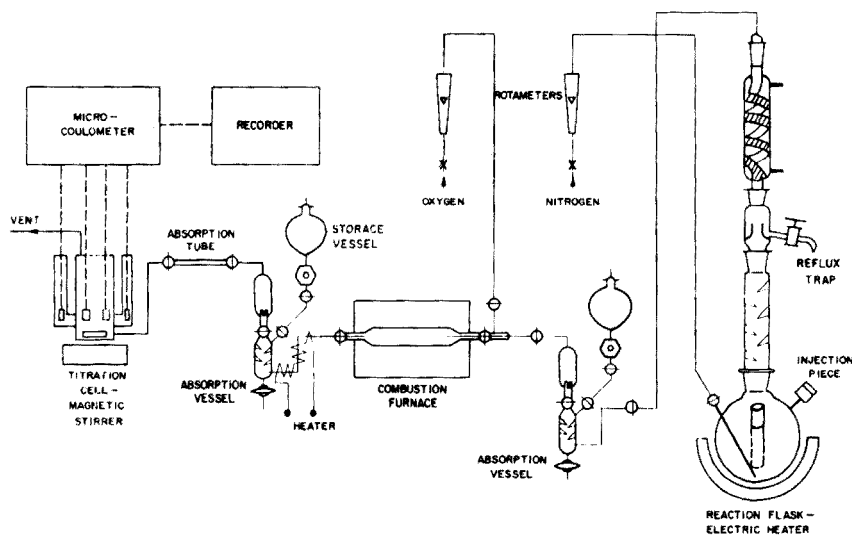 MICRO-
COULOMETER
RECORDER
ROTAMETERS
OXYGEN
NITROGEN
VENT
ABSORPTION
TUBE
STORAGE
VESSEL
REFLUX
TRAP
TITRATION
CELL-
MAGNETIC
STIRRER
ABSORPTION
VESSEL
HEATER
COMBUSTION
FURNACE
INJECTION
PIECE
ABSORPTION
VESSEL
REACTION FLASK-
ELECTRIC HEATER